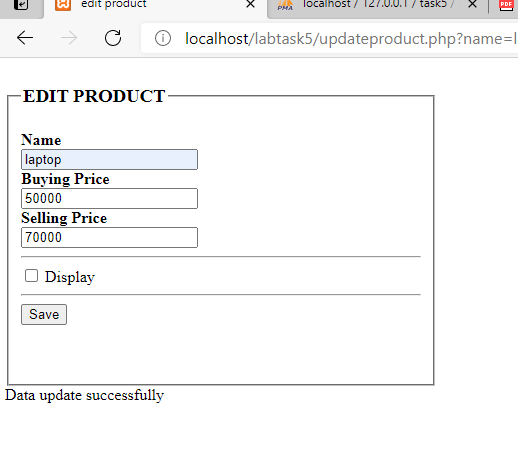 edit product
localhost / 127.0.0.1 / task5 /
PDF
localhost/labtask5/updateproduct.php?name=l
EDIT PRODUCT
Name
laptop
Buying Price
50000
Selling Price
70000
Display
Save
Data update successfully